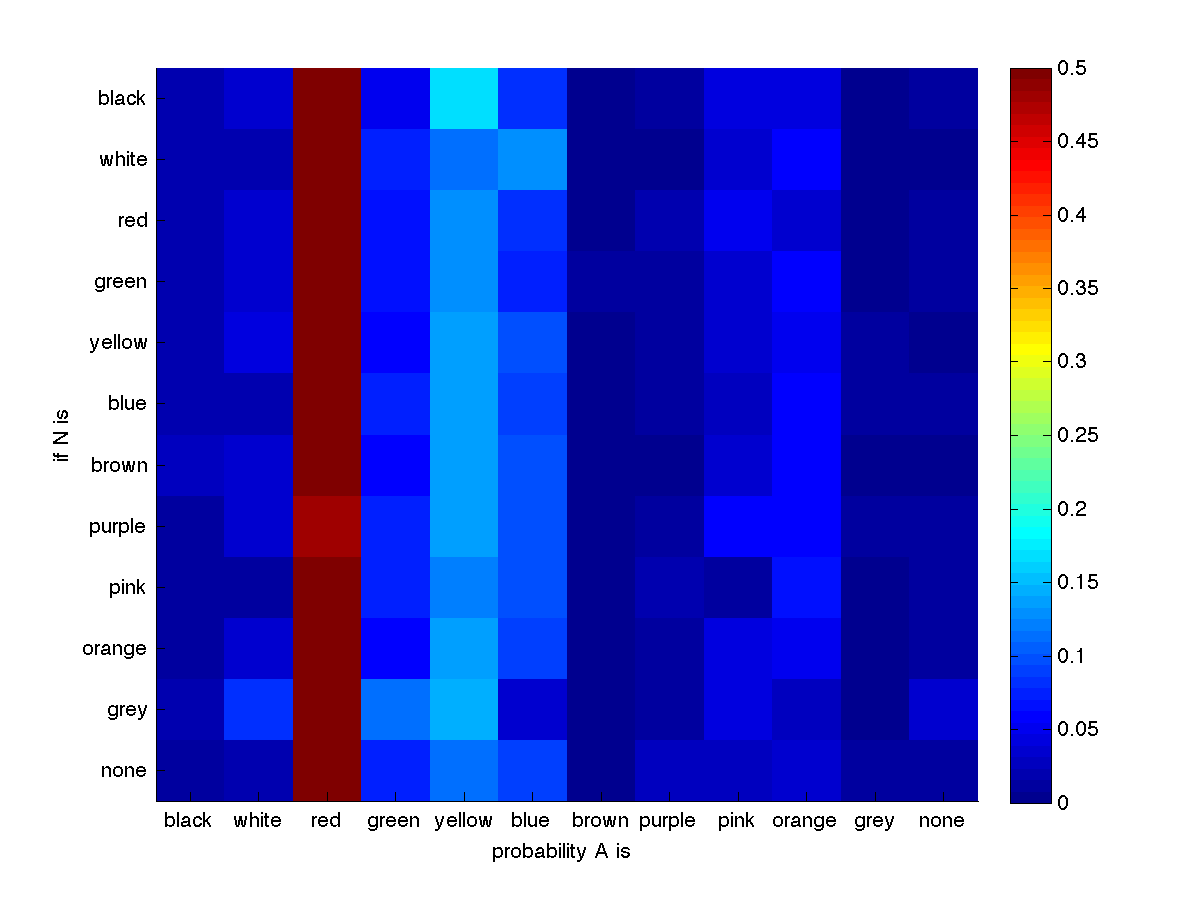 0.5
black
0.45
white
0.4
red
0.35
green
0.3
yellow
0.25
blue
if N is
brown
0.2
purple
0.15
pink
0.1
orange
0.05
grey
none
0
black white red green yellow blue brown purple pink orange grey none
probability A is